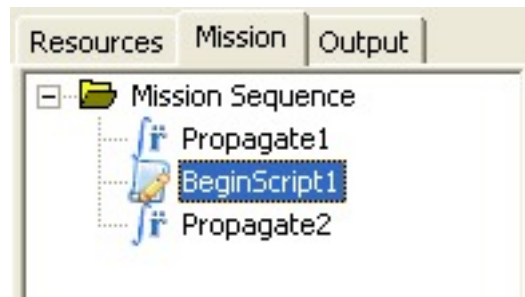 Resources Mission Output
Mission Sequence
Propagate1
BeginScript1
Propagate2